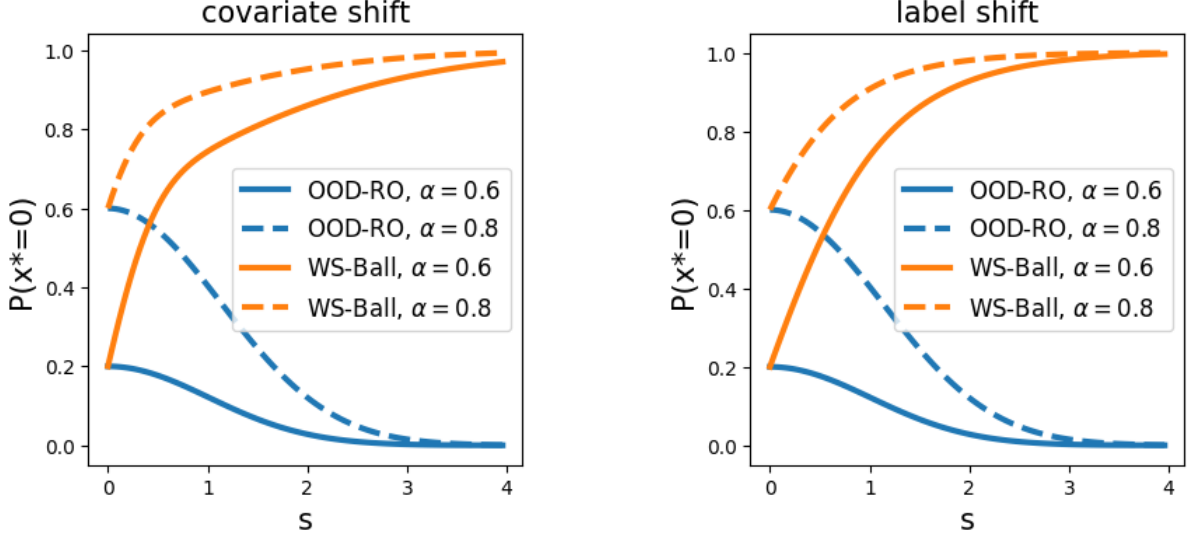 covariate shift
1.0
0.8
0.6
0.4
0.2
0.0
P(x*=0)
OOD-RO, α = 0.6
OOD-RO, α = 0.8
WS-Ball, α = 0.6
WS-Ball, α = 0.8
0 1 2 3 4
s
label shift
1.0
0.8
0.6
0.4
0.2
0.0
P(x*=0)
OOD-RO, α = 0.6
OOD-RO, α = 0.8
WS-Ball, α = 0.6
WS-Ball, α = 0.8
0 1 2 3 4
s